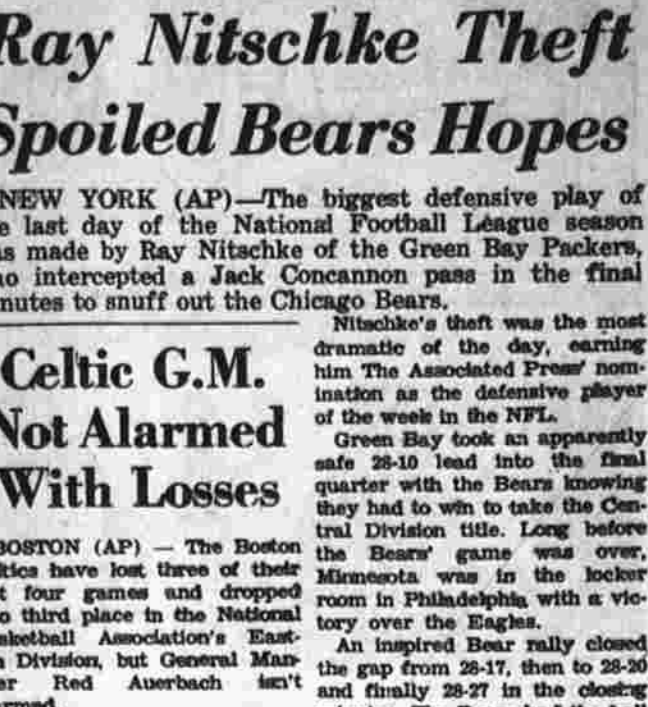 Ray Nitschke Theft
Spoiled Bears Hopes
NEW YORK (AP)—The biggest defensive play of
e last day of the National Football League season
as made by Ray Nitschke of the Green Bay Packers,
ho intercepted a Jack Concannon pass in the final
nutes to snuff out the Chicago Bears.
Celtic G.M.
Not Alarmed
With Losses
BOSTON (AP) — The Boston
ltics have lost three of their
t four games and dropped
o third place in the National
asketball Association's East-
n Division, but General Man-
er Red Auerbach isn't
armed.
Nitschke's theft was the most
dramatic of the day, earning
him The Associated Press' nom-
ination as the defensive player
of the week in the NFL.
Green Bay took an apparently
safe 28-10 lead into the final
quarter with the Bears knowing
they had to win to take the Cen-
tral Division title. Long before
the Bears' game was over,
Minnesota was in the locker
room in Philadelphia with a vic-
tory over the Eagles.
An inspired Bear rally closed
the gap from 28-17, then to 28-20
and finally 28-27 in the closing